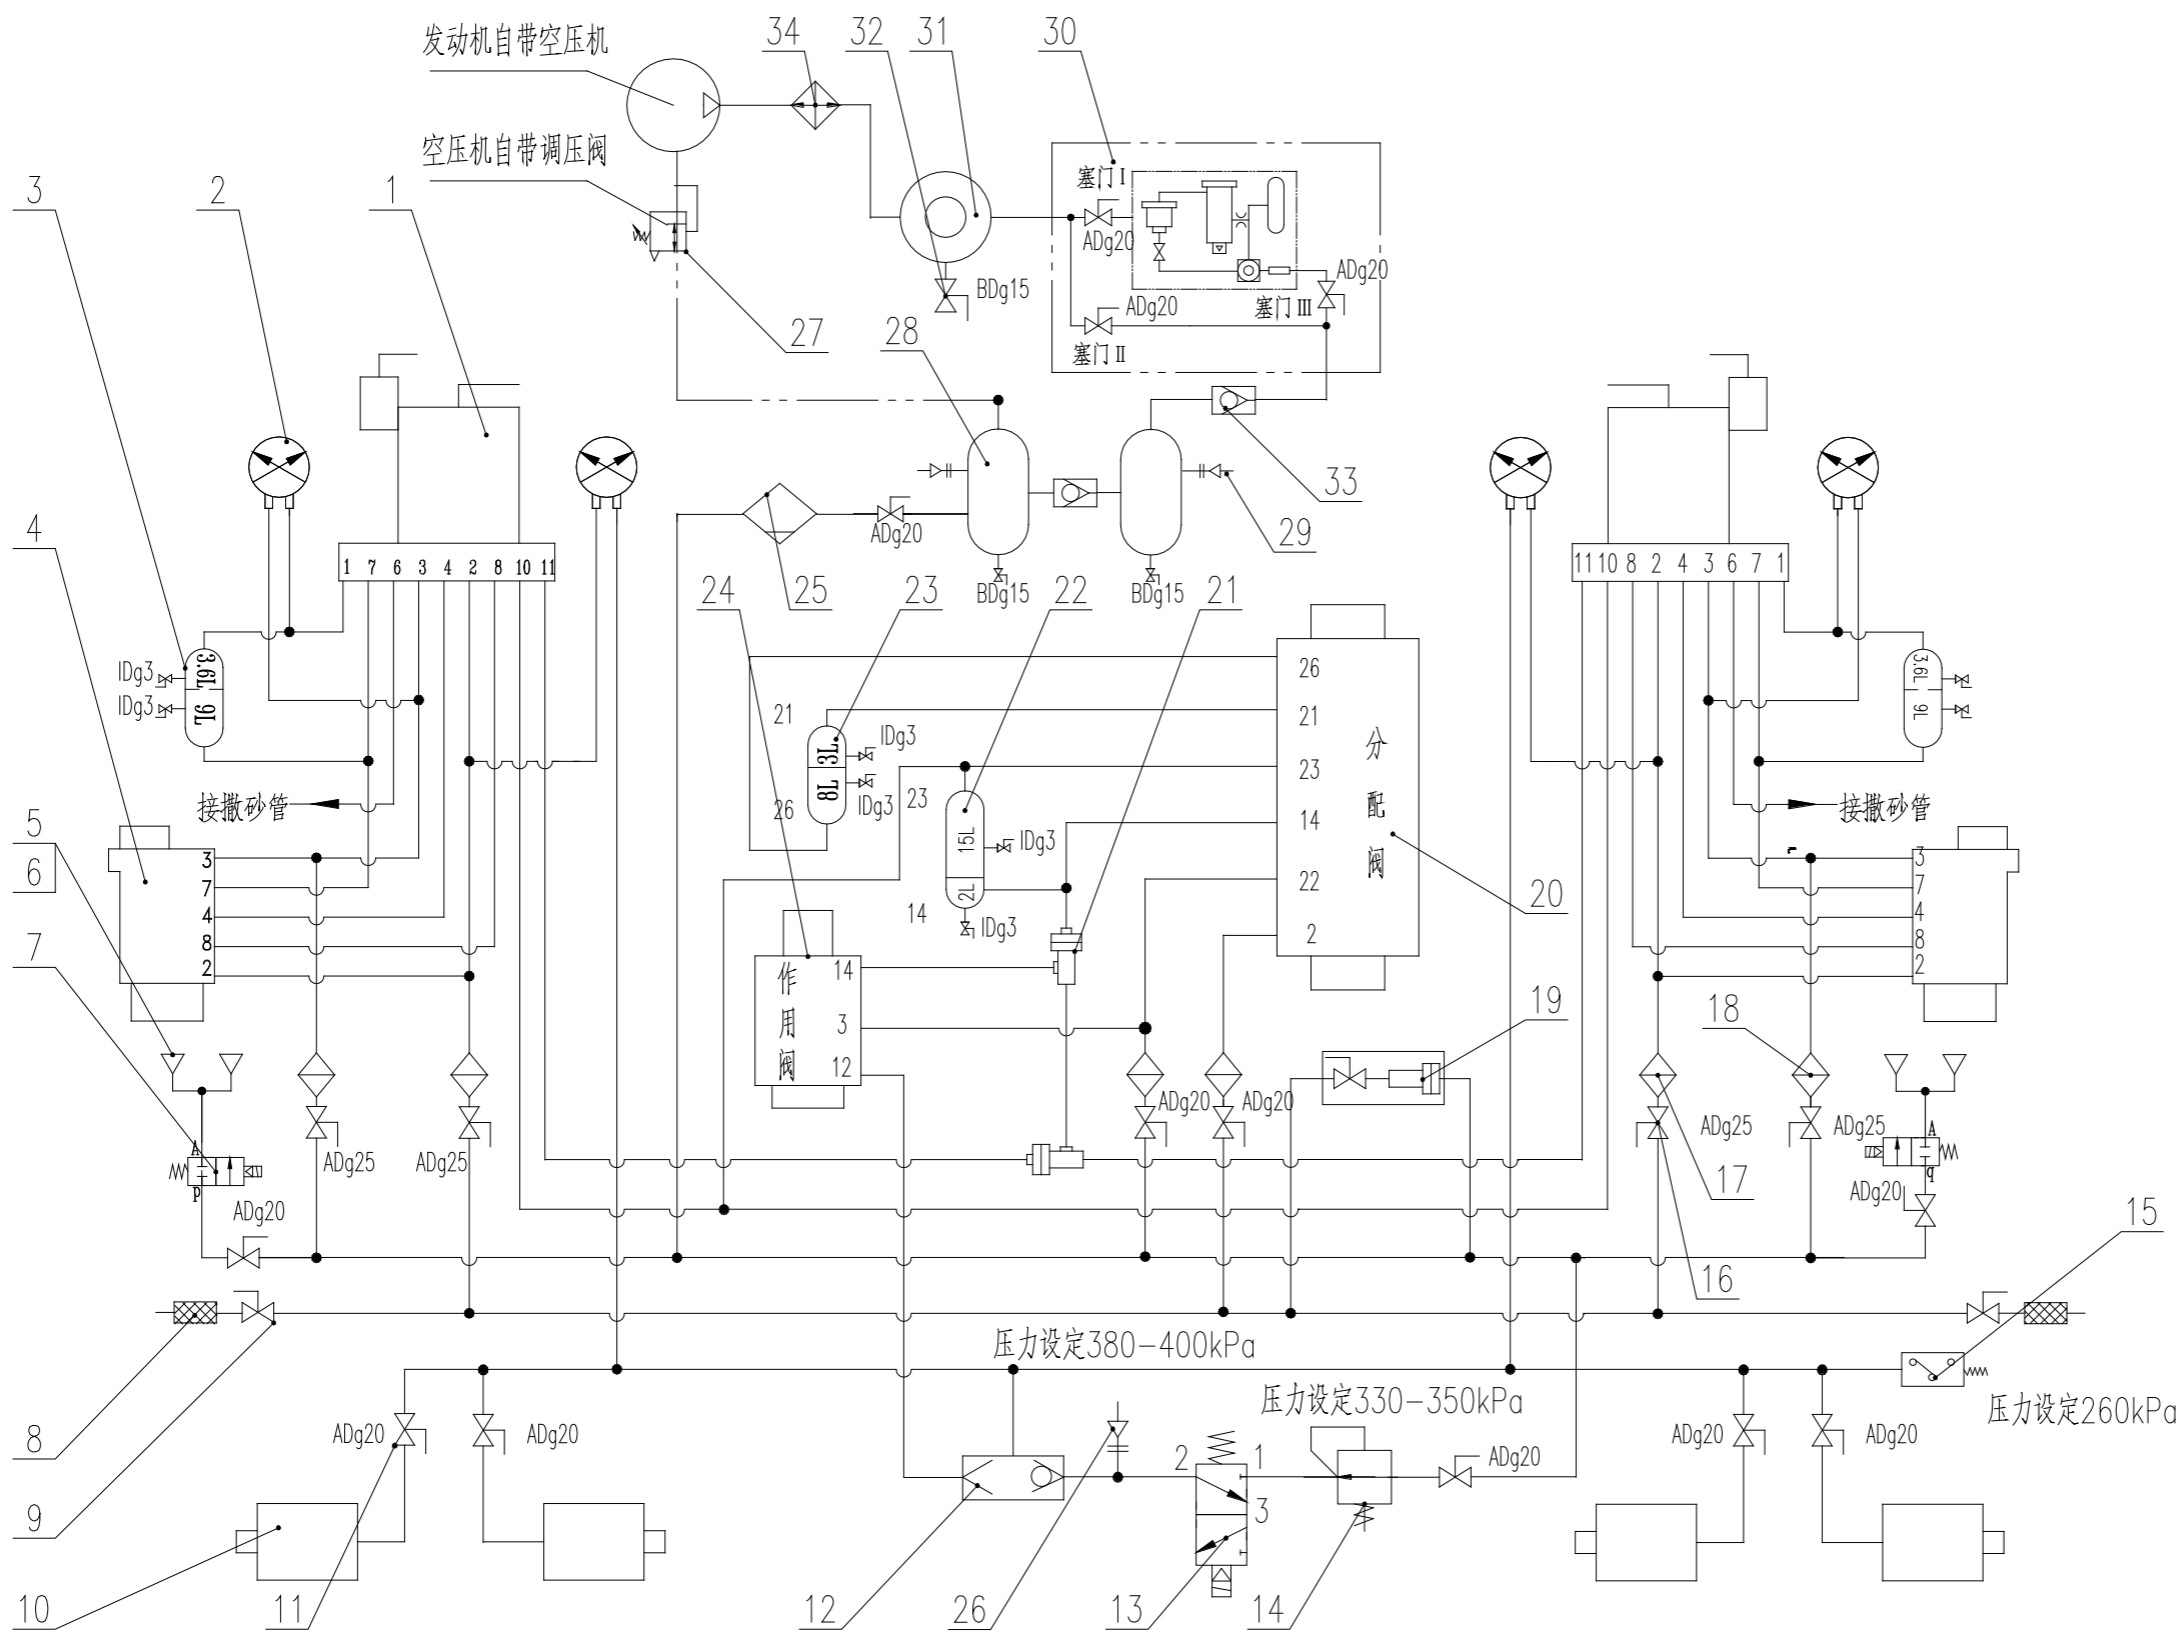 发动机自带空压机
34
32
31
30
空压机自带调压阀
塞门Ⅰ
ADg20
ADg20
BDg15
ADg20
塞门Ⅲ
塞门Ⅱ
3
2
1
27
28
33
29
4
ADg20
1 7 6 3 4 2 8 10 11
11 10 8 2 4 3 6 7 1
BDg15
BDg15
24
25
23
22
21
IDg3
IDg3
3.6L
9L
3.6L
9L
26
21
21
分
配
阀
3L
18L
IDg3
IDg3
26
23
23
15L
2L
IDg3
IDg3
14
14
22
2
20
接撒砂管
接撒砂管
5
6
3
7
4
8
2
3
7
4
8
2
7
作
用
阀
14
3
12
19
18
ADg20
ADg20
A
p
ADg25
ADg25
ADg25
ADg25
A
q
17
ADg20
ADg20
15
16
压力设定380-400kPa
压力设定330-350kPa
压力设定260kPa
8
ADg20
ADg20
ADg20
ADg20
ADg20
2
1
3
9
10
11
12
26
13
14